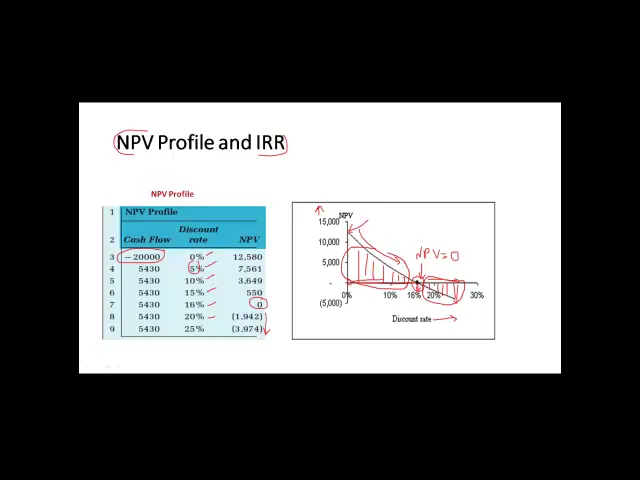 NPV Profile and IRR
NPV Profile
1 NPV Profile
2 Cash Flow Discount rate NPV
3 -20000 0% 12,580
4 5430 5% 7,561
5 5430 10% 3,649
6 5430 15% 550
7 5430 16% 0
8 5430 20% (1,942)
9 5430 25% (3,974)
NPV
15,000
10,000
5,000
-
(5,000)
NPV=0
0% 10% 16% 20% 30%
Discount rate